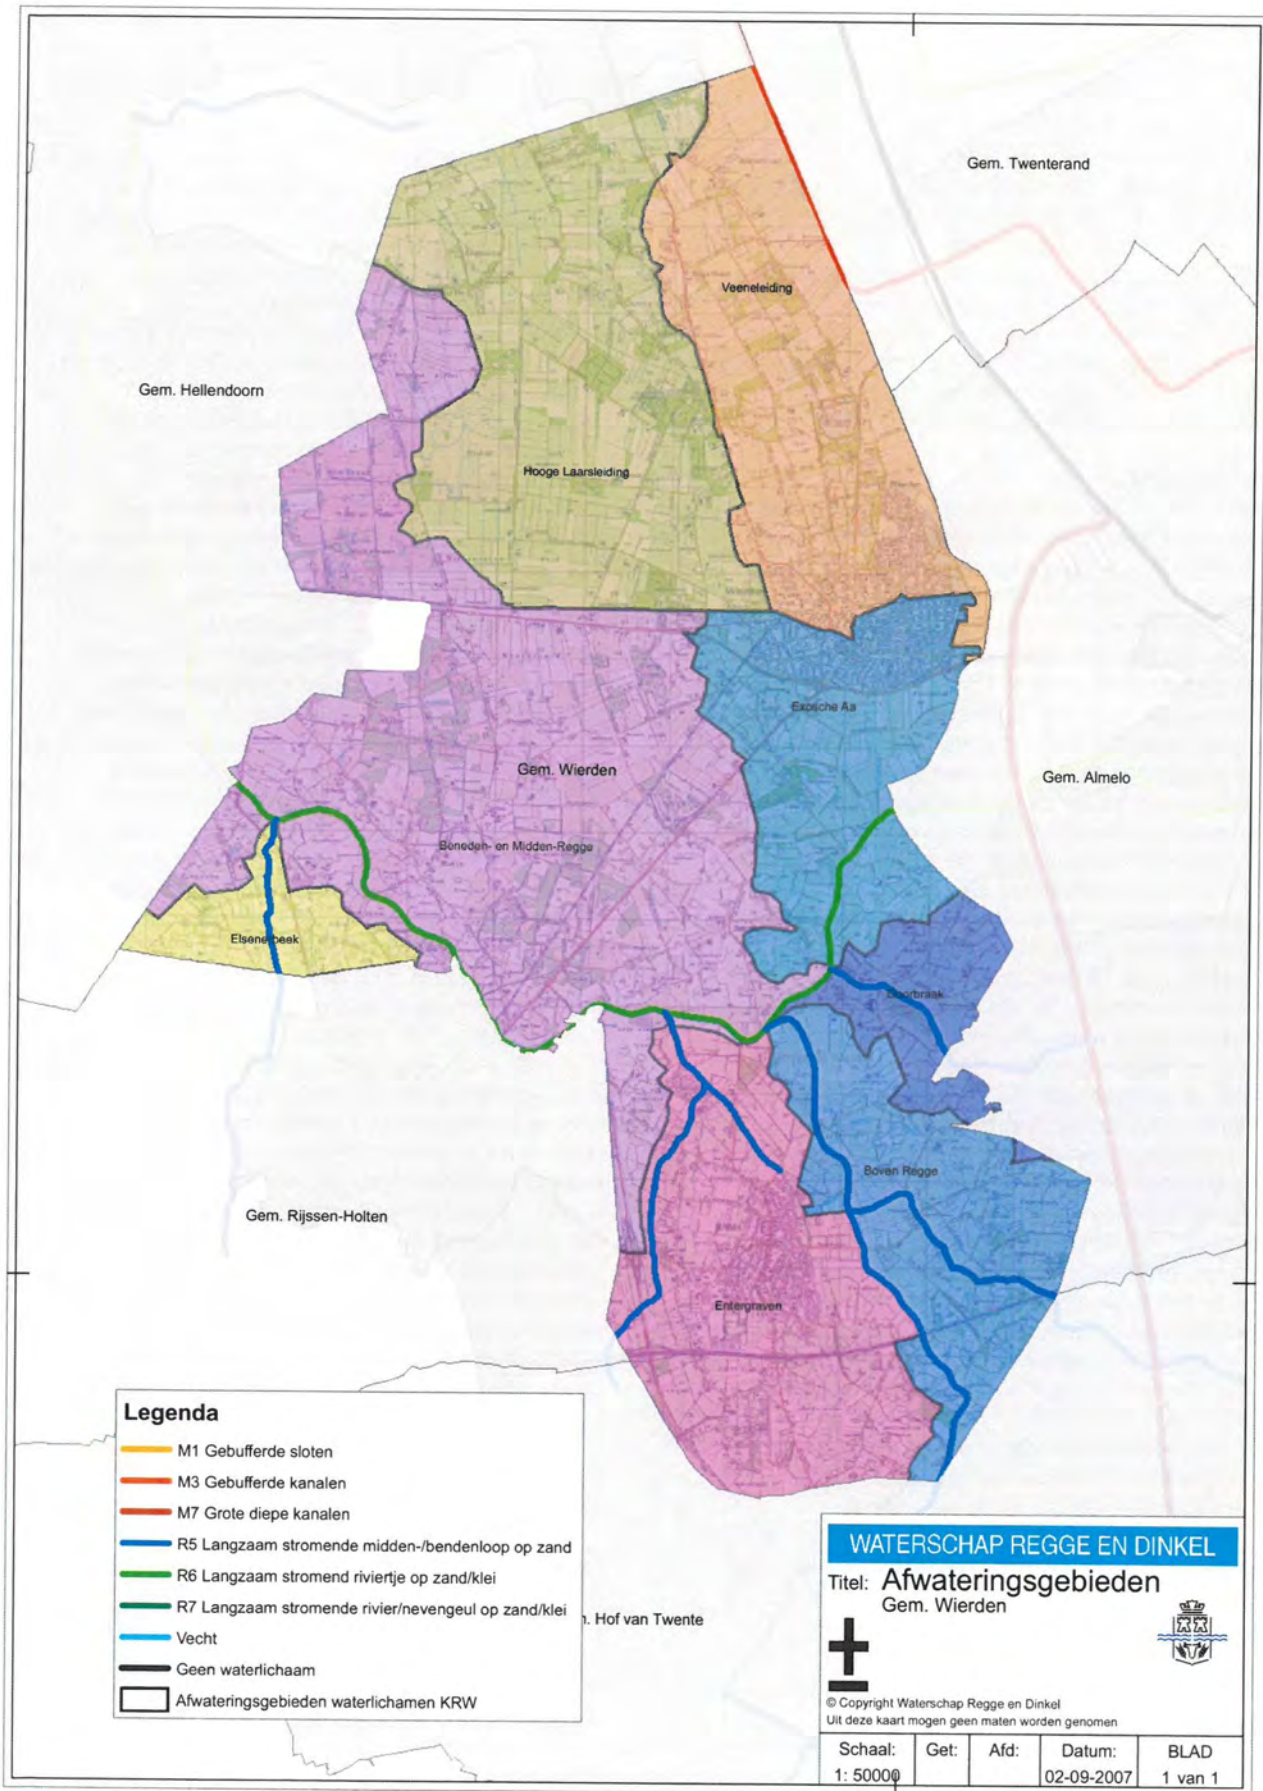 Gem. Twenterand
Veeneleiding
Gem. Hellendoorn
Hooge Laarsleiding
Exosche Aa
Gem. Wierden
Gem. Almelo
Beneden- en Midden-Regge
Elsenerbeek
Doorbraak
Boven Regge
Gem. Rijssen-Holten
Entergraven
Legenda
M1 Gebufferde sloten
M3 Gebufferde kanalen
M7 Grote diepe kanalen
R5 Langzaam stromende midden-/bendenloop op zand
R6 Langzaam stromend riviertje op zand/klei
R7 Langzaam stromende rivier/nevengeul op zand/klei
Hof van Twente
Vecht
Geen waterlichaam
Afwateringsgebieden waterlichamen KRW
WATERSCHAP REGGE EN DINKEL
Titel: Afwateringsgebieden
Gem. Wierden
© Copyright Waterschap Regge en Dinkel
Uit deze kaart mogen geen maten worden genomen
Schaal: Get: Afd: Datum: BLAD
1: 50000 02-09-2007 1 van 1